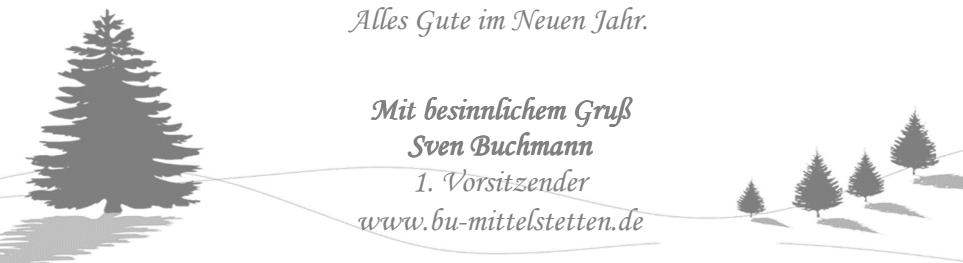 Alles Gute im Neuen Jahr.
Mit besinnlichem Gruß
Sven Buchmann
1. Vorsitzender
www.bu-mittelstetten.de